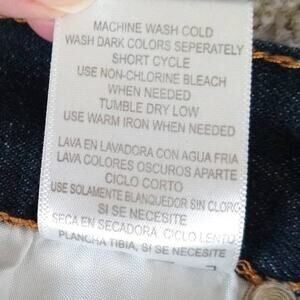 MACHINE WASH COLD
WASH DARK COLORS SEPERATELY
SHORT CYCLE
USE NON-CHLORINE BLEACH
WHEN NEEDED
TUMBLE DRY LOW
USE WARM IRON WHEN NEEDED
LAVA EN LAVADORA CON AGUA FRIA
LAVA COLORES OSCUROS APARTE
CICLO CORTO
USE SOLAMENTE BLANQUEDOR SIN CLORO
SI SE NECESITE
SECA EN SECADORA, CICLO LENTO
PLANCHA TIBIA, SI SE NECESITE